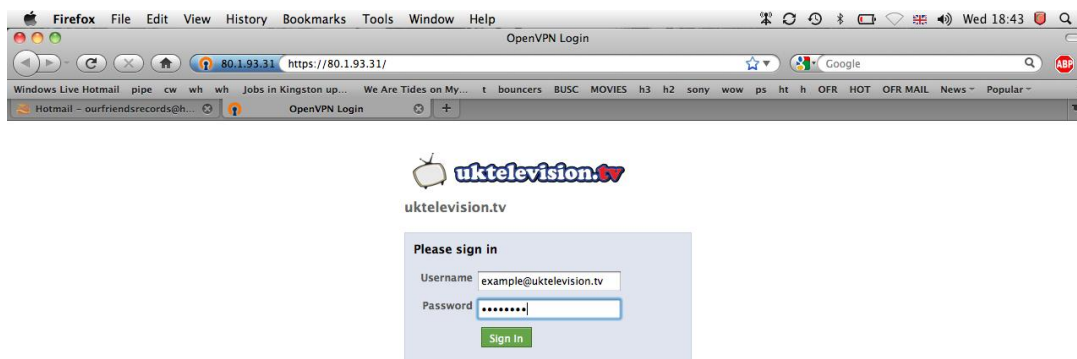 Firefox File Edit View History Bookmarks Tools Window Help Wed 18:43
OpenVPN Login
80.1.93.31 https://80.1.93.31/ Google ABP
Windows Live Hotmail pipe cw wh wh Jobs in Kingston up... We Are Tides on My... t bouncers BUSC MOVIES h3 h2 sony wow ps ht h OFR HOT OFR MAIL News Popular
Hotmail - ourfriendsrecords@h... OpenVPN Login +
uktelevision.tv
uktelevision.tv
Please sign in
Username example@uktelevision.tv
Password ••••••••
Sign In